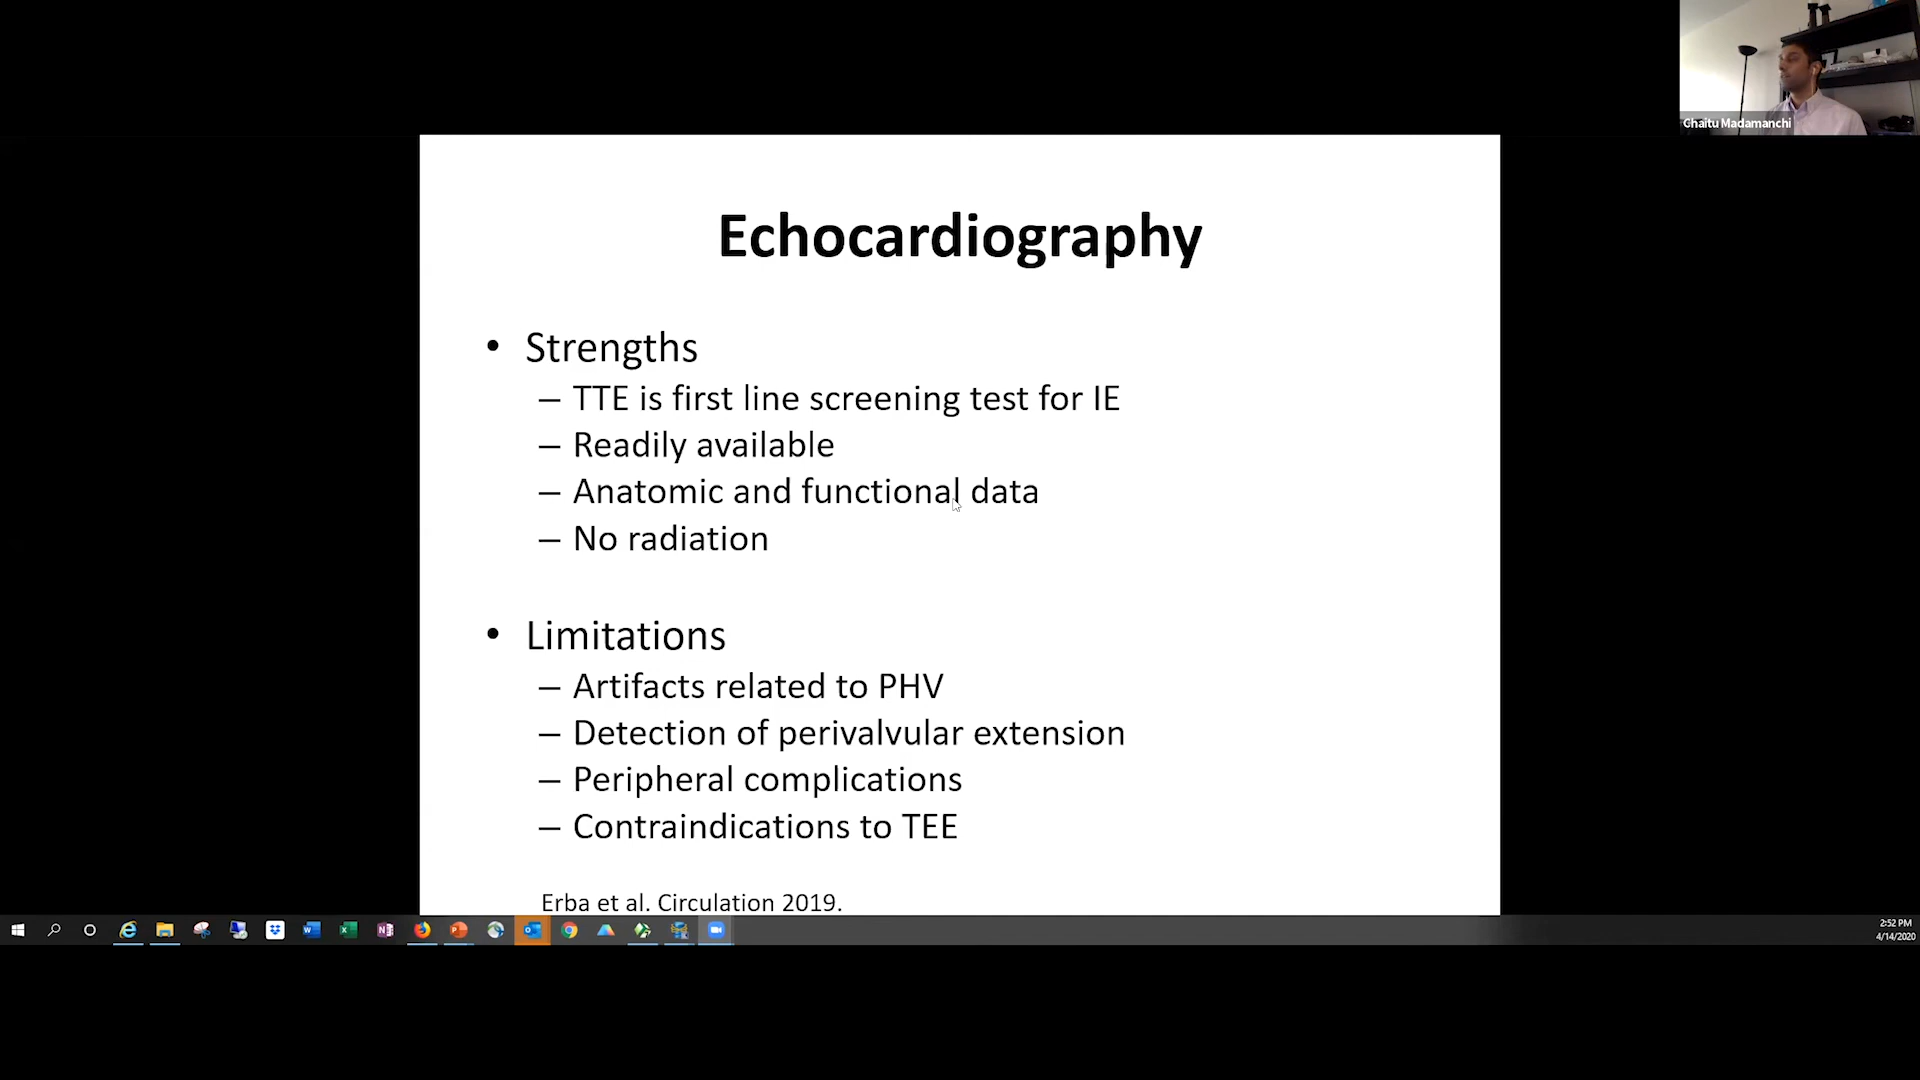 Chaitu Madamanchi
Echocardiography
• Strengths
– TTE is first line screening test for IE
– Readily available
– Anatomic and functional data
– No radiation
• Limitations
– Artifacts related to PHV
– Detection of perivalvular extension
– Peripheral complications
– Contraindications to TEE
Erba et al. Circulation 2019.
2:52 PM
4/14/2020